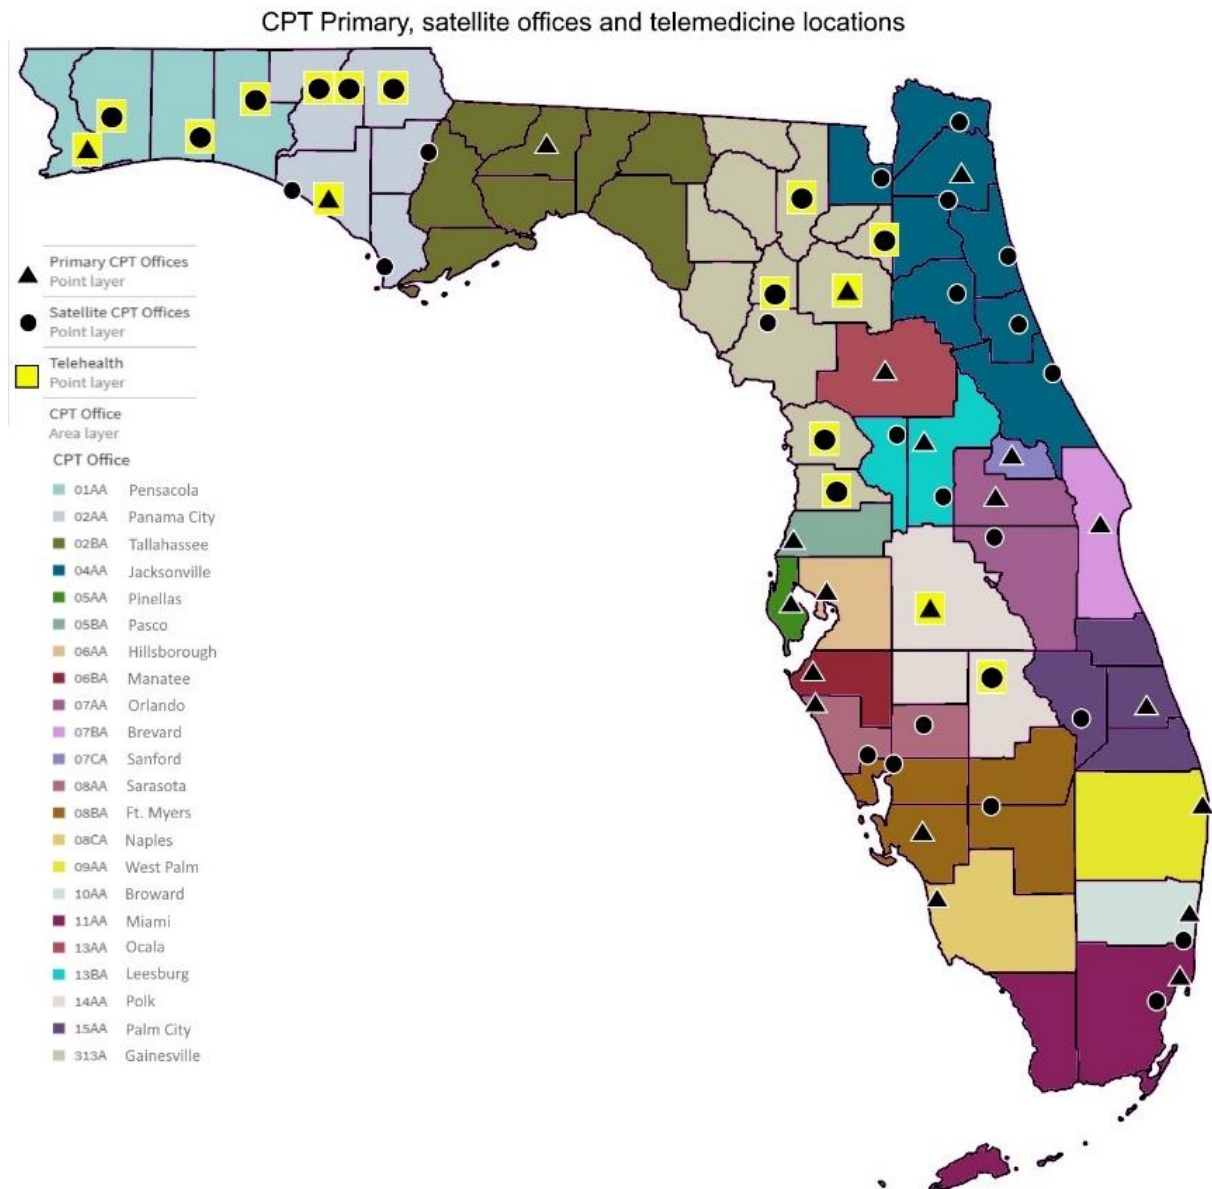 CPT Primary, satellite offices and telemedicine locations
Primary CPT Offices
Point layer
Satellite CPT Offices
Point layer
Telehealth
Point layer
CPT Office
Area layer
CPT Office
01AA Pensacola
02AA Panama City
02BA Tallahassee
04AA Jacksonville
05AA Pinellas
05BA Pasco
06AA Hillsborough
06BA Manatee
07AA Orlando
07BA Brevard
07CA Sanford
08AA Sarasota
08BA Ft. Myers
08CA Naples
09AA West Palm
10AA Broward
11AA Miami
13AA Ocala
13BA Leesburg
14AA Polk
15AA Palm City
313A Gainesville